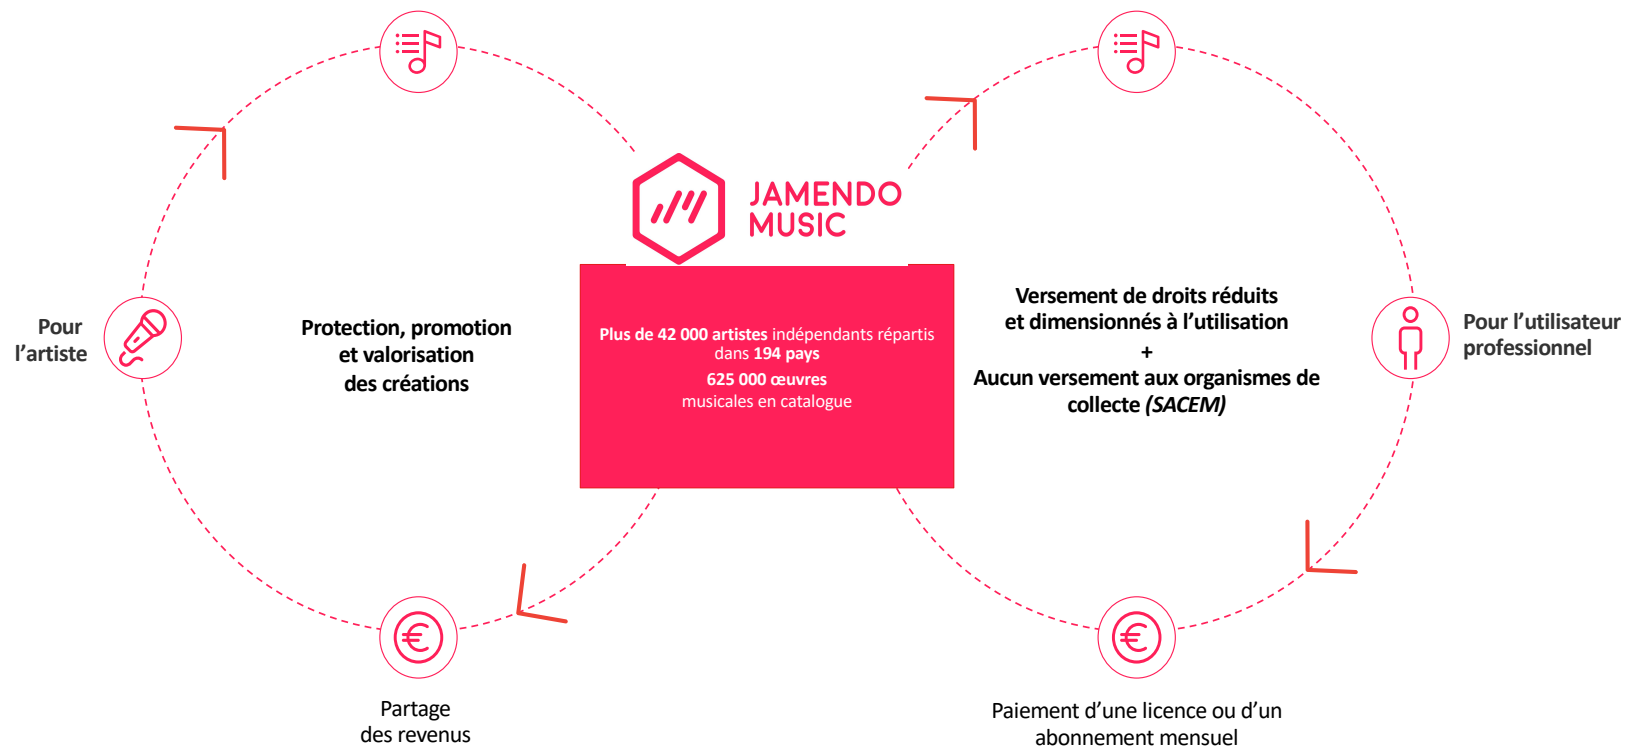 JAMENDO
MUSIC
Pour
l’artiste
Protection, promotion
et valorisation
des créations
Plus de 42 000 artistes indépendants répartis
dans 194 pays
625 000 œuvres
musicales en catalogue
Versement de droits réduits
et dimensionnés à l’utilisation
+
Aucun versement aux organismes de
collecte (SACEM)
Pour l’utilisateur
professionnel
Partage
des revenus
Paiement d’une licence ou d’un
abonnement mensuel